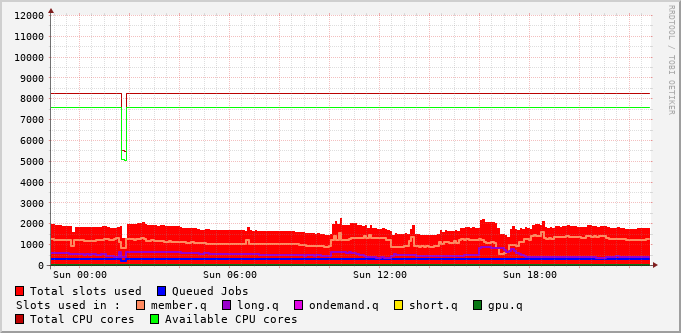 RRDTOOL / TOBI OETIKER
12000
11000
10000
9000
8000
7000
6000
5000
4000
3000
2000
1000
0
Sun 00:00 Sun 06:00 Sun 12:00 Sun 18:00
Total slots used Queued Jobs
Slots used in : member.q long.q ondemand.q short.q gpu.q
Total CPU cores Available CPU cores